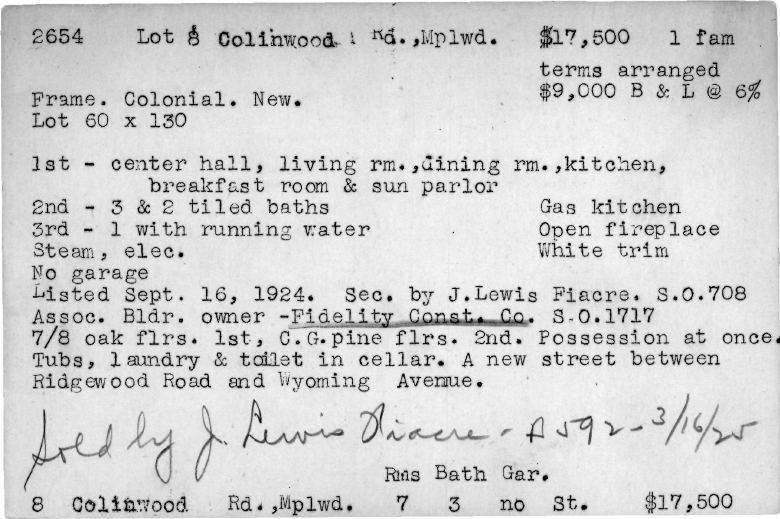 2654 Lot 8 Colinwood Rd.,Mplwd. $17,500 1 fam
terms arranged
$9,000 B & L @ 6%
Frame. Colonial. New.
Lot 60 x 130
1st - center hall, living rm.,dining rm.,kitchen,
breakfast room & sun parlor
2nd - 3 & 2 tiled baths Gas kitchen
3rd - 1 with running water Open fireplace
Steam, elec. White trim
No garage
Listed Sept. 16, 1924. Sec. by J.Lewis Fiacre. S.O.708
Assoc. Bldr. owner -Fidelity Const. Co. S.O.1717
7/8 oak flrs. 1st, C.G.pine flrs. 2nd. Possession at once.
Tubs, laundry & toilet in cellar. A new street between
Ridgewood Road and Wyoming Avenue.
Sold by J. Lewis Fiacre - A 592 - 3/16/25
Rms Bath Gar.
8 Colinwood Rd.,Mplwd. 7 3 no St. $17,500